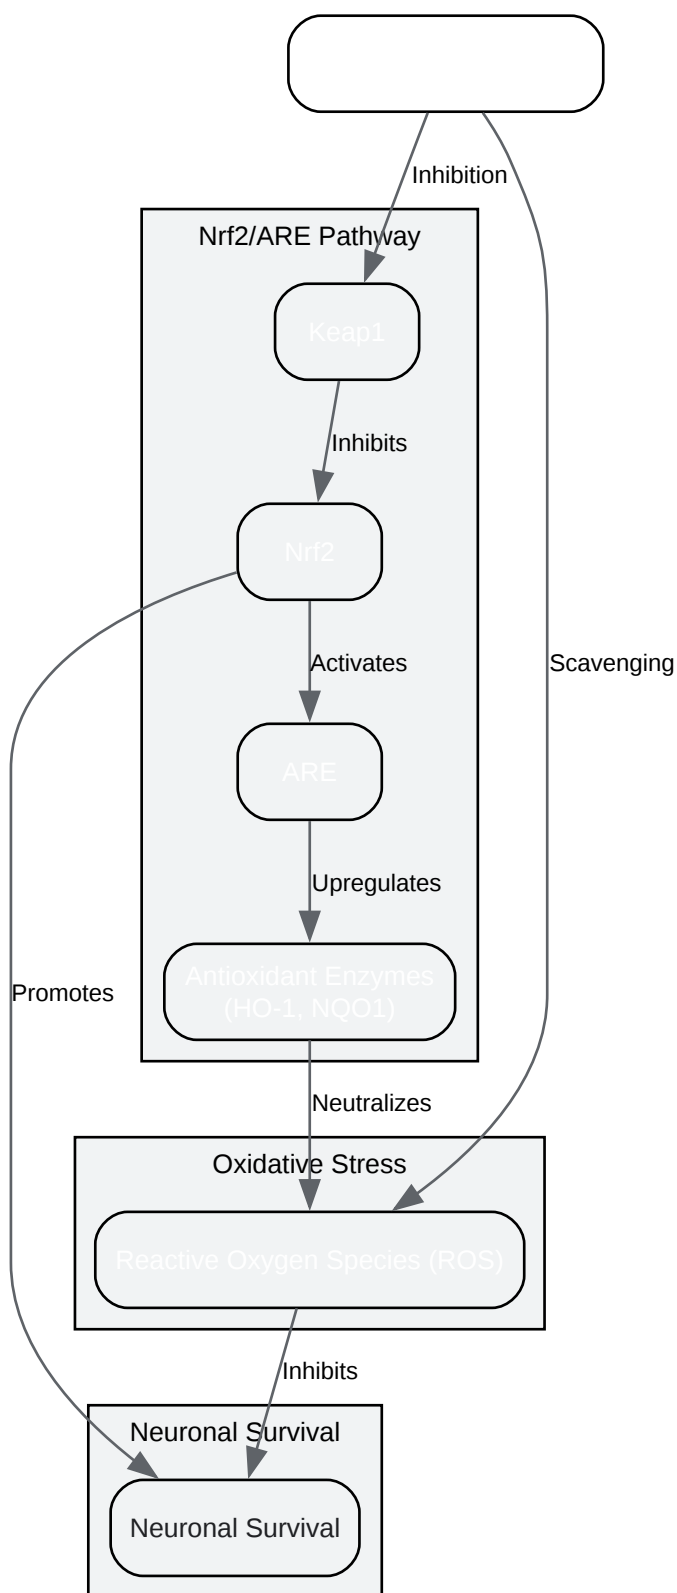 Inhibition
Nrf2/ARE Pathway
Keap1
Inhibits
Nrf2
Activates
Scavenging
ARE
Upregulates
Antioxidant Enzymes
(HO-1, NQO1)
Promotes
Neutralizes
Oxidative Stress
Reactive Oxygen Species (ROS)
Inhibits
Neuronal Survival
Neuronal Survival